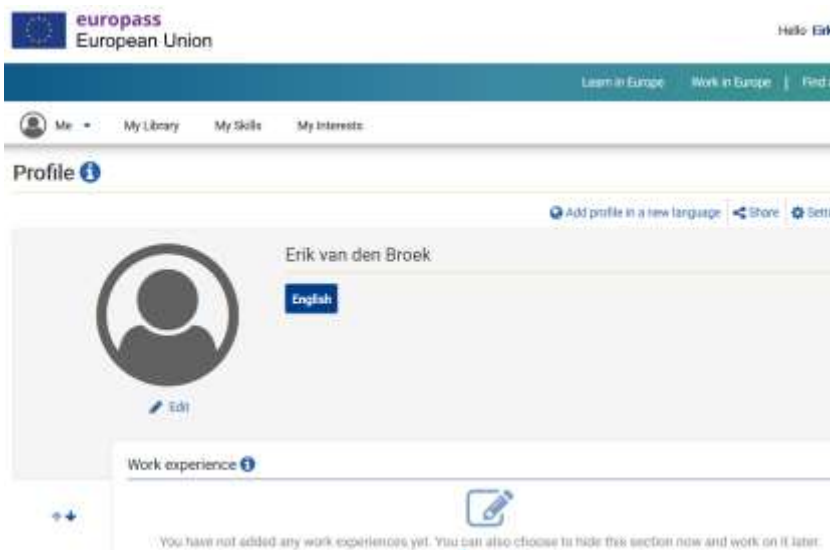 europass
European Union
Hello
Learn in Europe Work in Europe | Find
Me My Library My Skills My Interests
Profile
Add profile in a new language Share
Erik van den Broek
English
Edit
Work experience
You have not added any work experiences yet. You can also choose to hide this section now and work on it later.